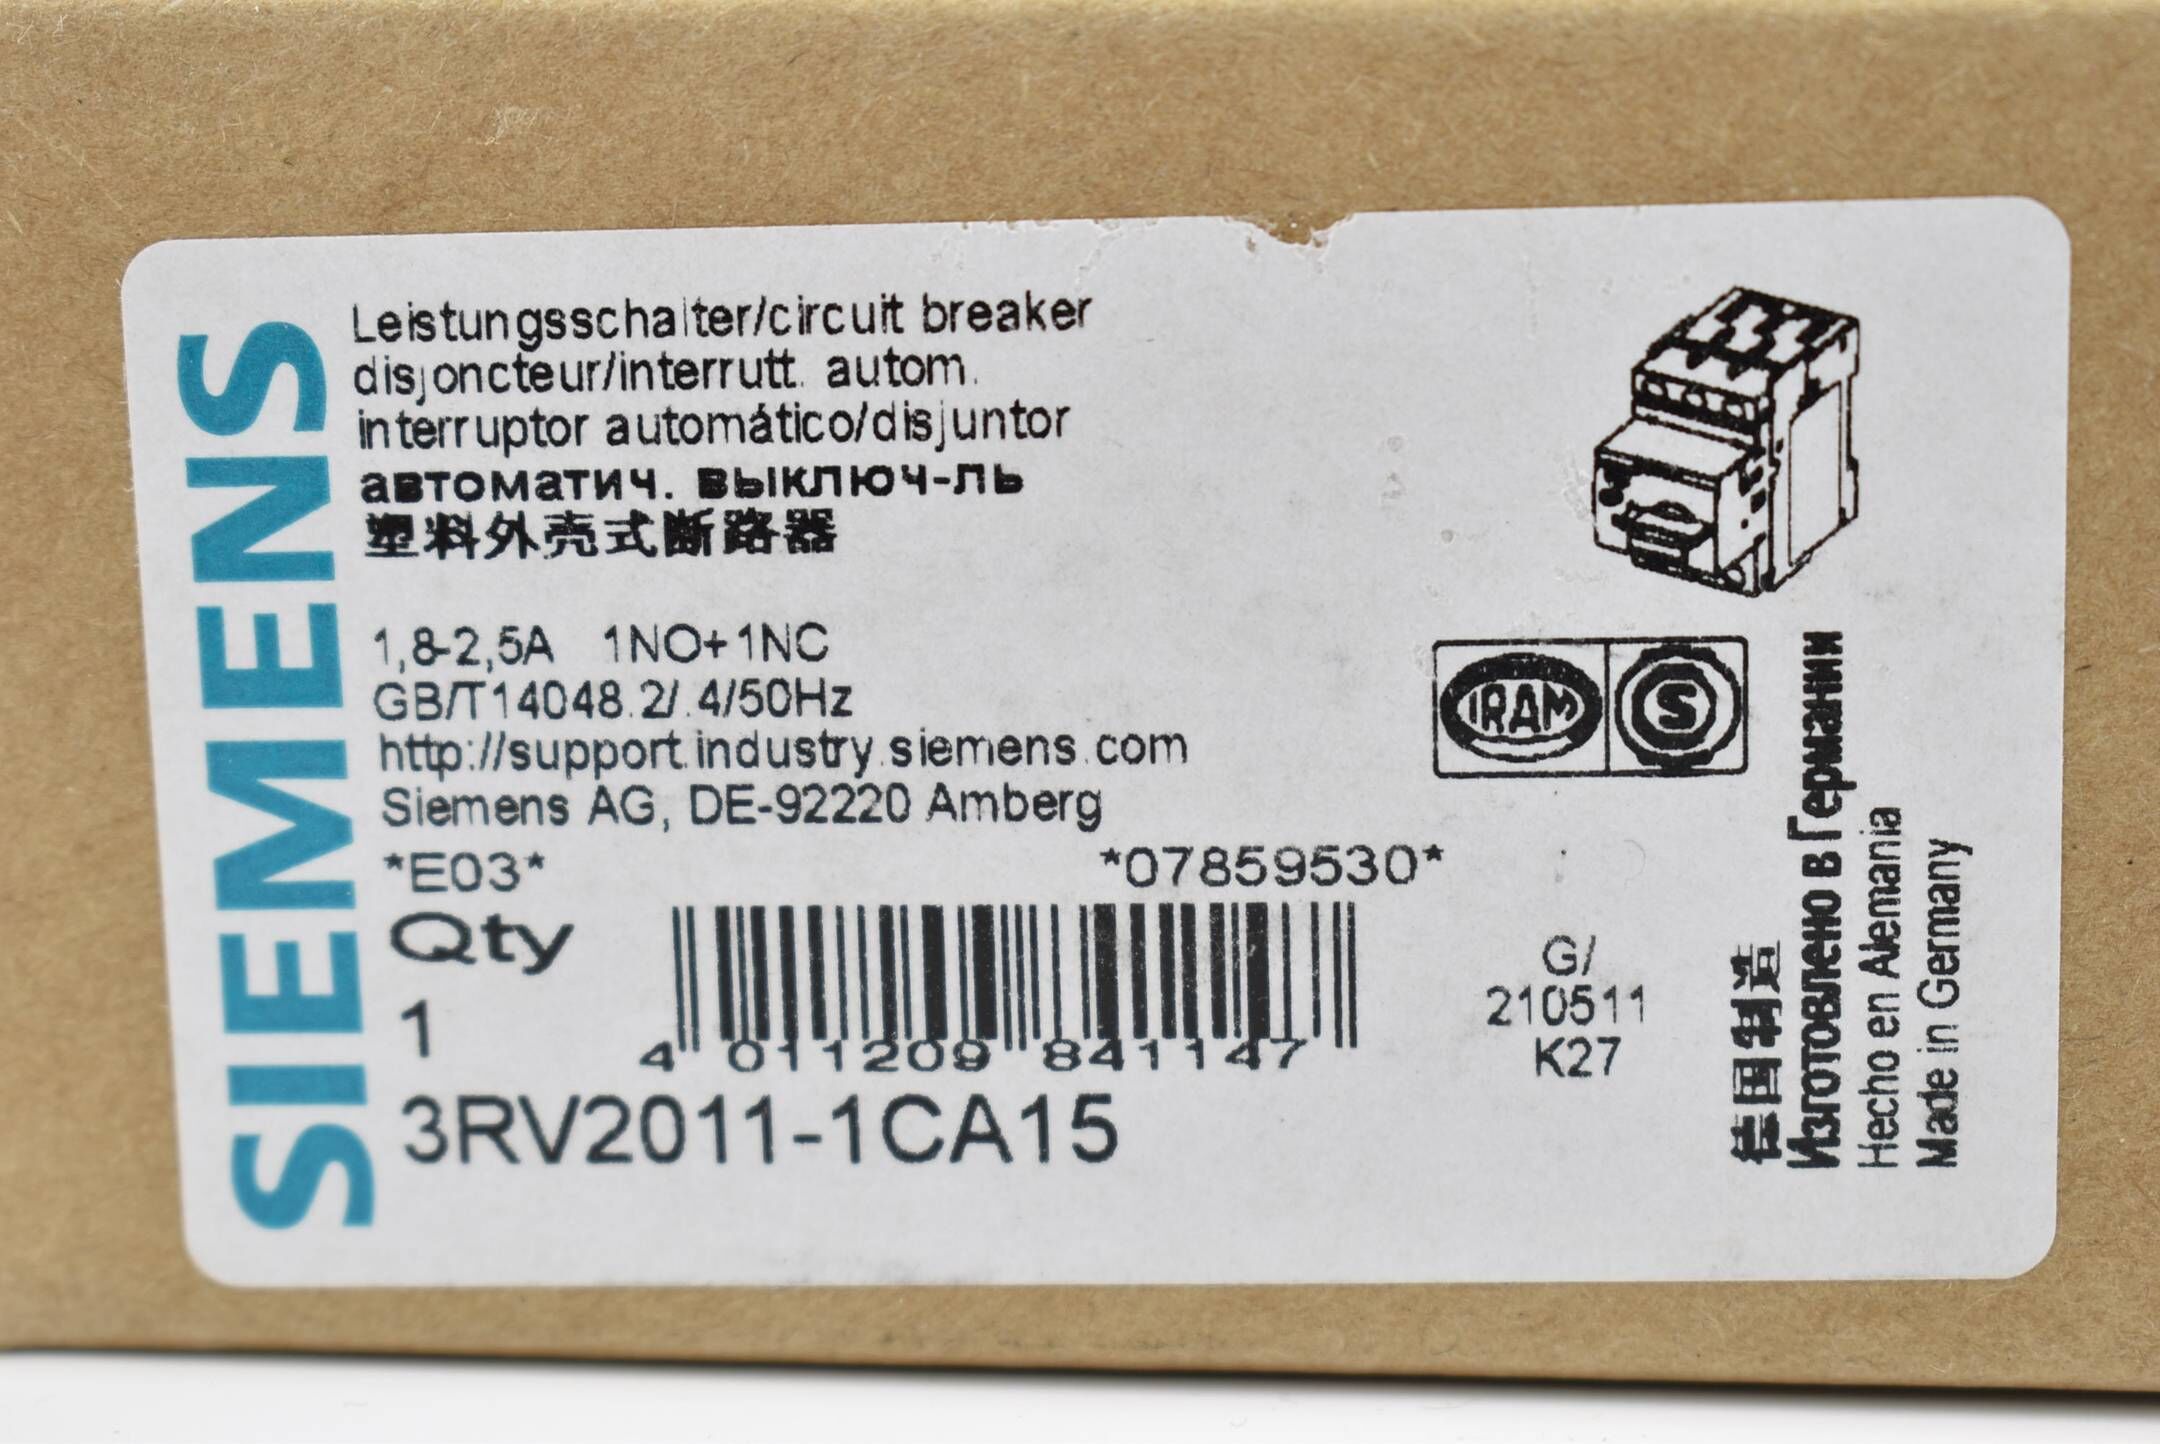 SIEMENS
Leistungsschalter/circuit breaker
disjoncteur/interrutt. autom.
interruptor automático/disjuntor
автоматич. выключ-ль
塑料外壳式断路器
1,8-2,5A 1NO+1NC
GB/T14048.2/.4/50Hz
http://support.industry.siemens.com
Siemens AG, DE-92220 Amberg
*E03* *07859530*
Qty
1
4 011209 841147
3RV2011-1CA15
IRAM S
G/
210511
K27
德国制造
Изготовлено в Германии
Hecho en Alemania
Made in Germany